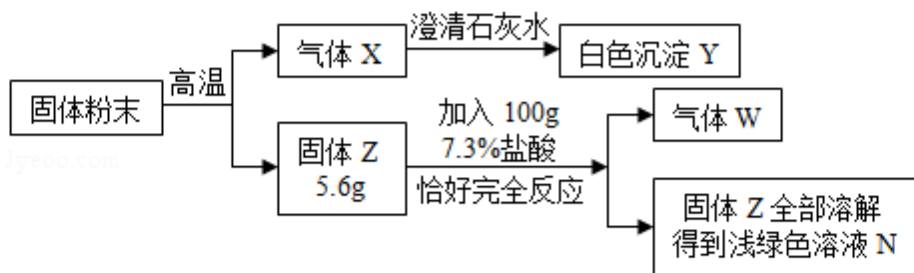 澄清石灰水
气体 X
白色沉淀 Y
高温
固体粉末
加入 100g
7.3%盐酸
恰好完全反应
气体 W
固体 Z
5.6g
固体 Z 全部溶解
得到浅绿色溶液 N
Jyeoo.com